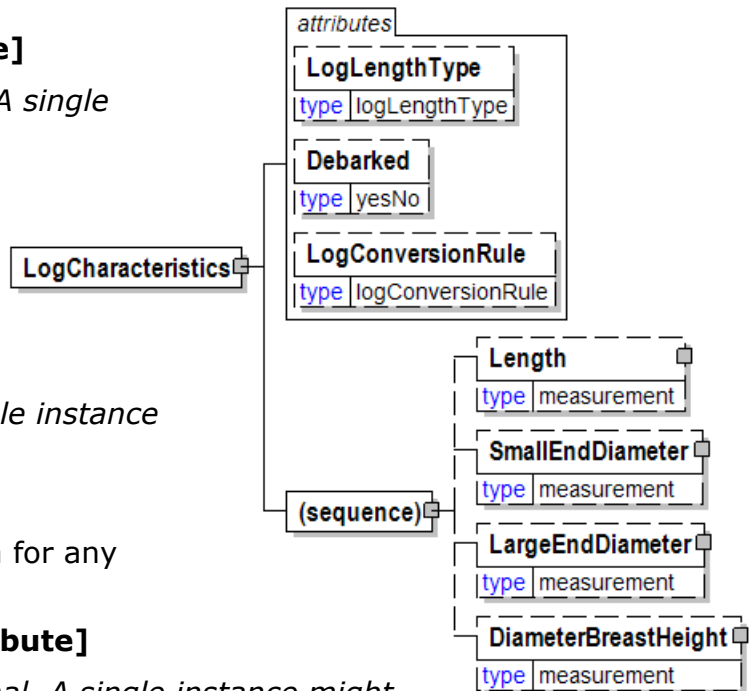 e]
A single
le instance
for any
bute]
al. A single instance might
attributes
LogLengthType
type logLengthType
Debarked
type yesNo
LogConversionRule
type logConversionRule
LogCharacteristics
(sequence)
Length
type measurement
SmallEndDiameter
type measurement
LargeEndDiameter
type measurement
DiameterBreastHeight
type measurement